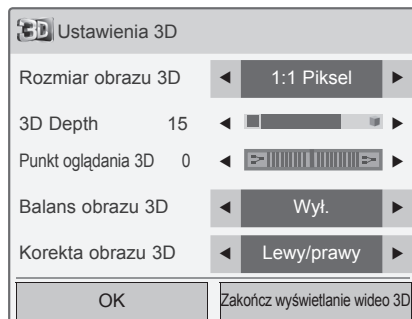 3D Ustawienia 3D
Rozmiar obrazu 3D 1:1 Piksel
3D Depth 15
Punkt oglądania 3D 0
Balans obrazu 3D Wył.
Korekta obrazu 3D Lewy/prawy
OK Zakończ wyświetlanie wideo 3D